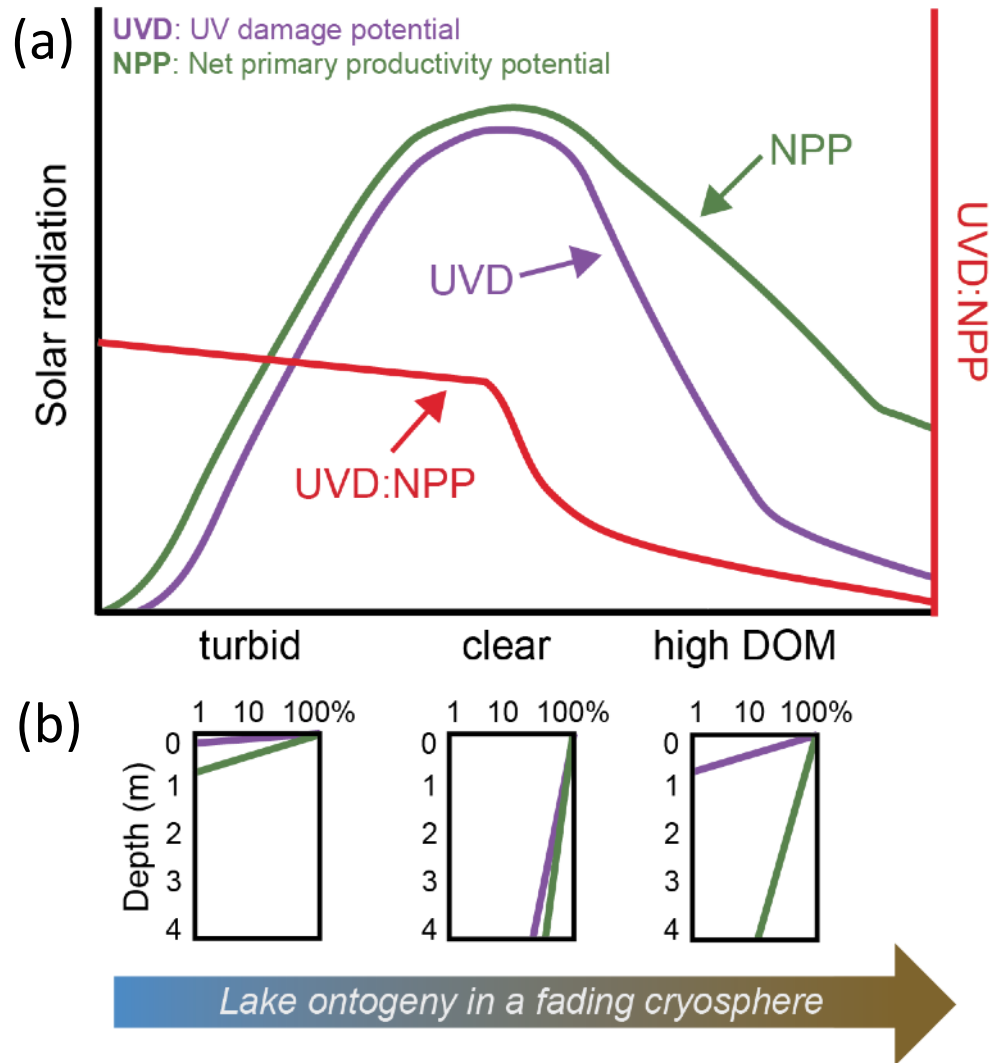 (a)
UVD: UV damage potential
NPP: Net primary productivity potential
Solar radiation
NPP
UVD
UVD:NPP
UVD:NPP
turbid clear high DOM
(b)
1 10 100% 1 10 100% 1 10 100%
Depth (m)
0 0 0
1 1 1
2 2 2
3 3 3
4 4 4
Lake ontogeny in a fading cryosphere